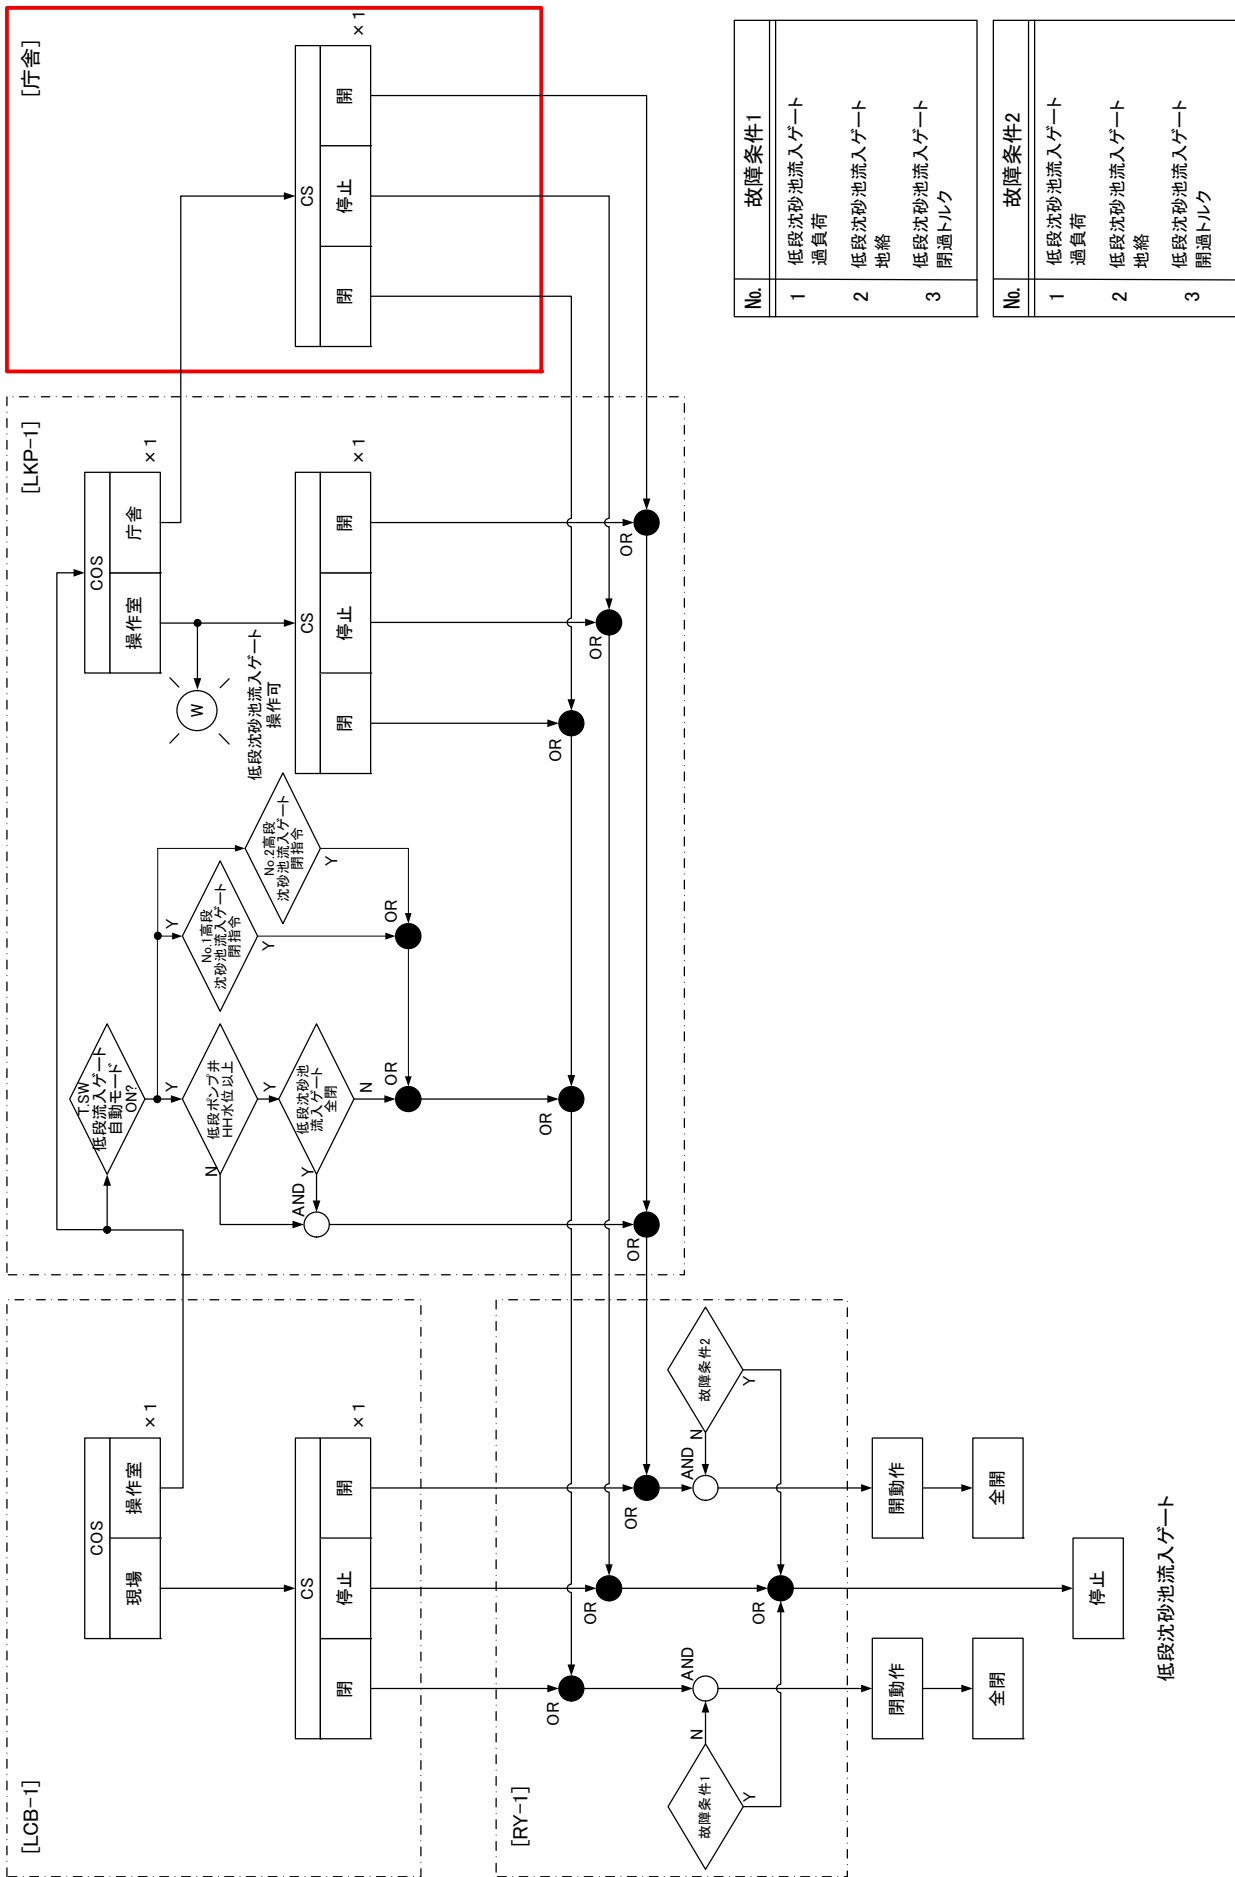 [LCB-1]
COS
現場
操作室
×1
CS
閉
停止
開
×1
[LKP-1]
T.SW
低段流入ゲート
自動モード
ON?
Y
低段ポンプ井
HH水位以上
N
Y
低段沈砂池
流入ゲート
全閉
Y
N
AND
OR
Y
No.1高段
沈砂池流入ゲート
閉指令
Y
No.2高段
沈砂池流入ゲート
閉指令
Y
OR
OR
OR
COS
操作室
庁舎
×1
W
低段沈砂池流入ゲート
操作可
CS
閉
停止
開
×1
OR
OR
OR
[庁舎]
CS
閉
停止
開
×1
[RY-1]
OR
OR
OR
故障条件1
N
Y
AND
OR
AND
故障条件2
N
Y
閉動作
開動作
全閉
全開
停止
低段沈砂池流入ゲート
No.
故障条件1
1
低段沈砂池流入ゲート
過負荷
2
低段沈砂池流入ゲート
地絡
3
低段沈砂池流入ゲート
閉過トルク
No.
故障条件2
1
低段沈砂池流入ゲート
過負荷
2
低段沈砂池流入ゲート
地絡
3
低段沈砂池流入ゲート
開過トルク